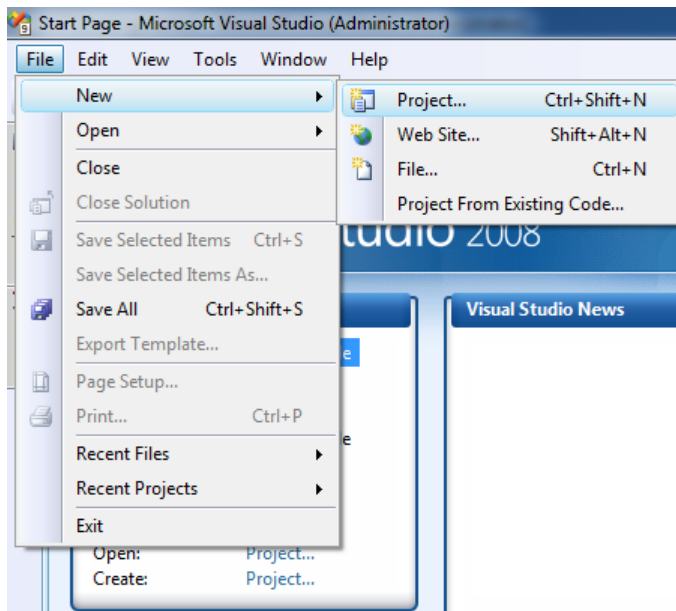 Start Page - Microsoft Visual Studio (Administrator)
File Edit View Tools Window Help
New
Open
Close
Close Solution
Save Selected Items Ctrl+S
Save Selected Items As...
Save All Ctrl+Shift+S
Export Template...
Page Setup...
Print... Ctrl+P
Recent Files
Recent Projects
Exit
Project... Ctrl+Shift+N
Web Site... Shift+Alt+N
File... Ctrl+N
Project From Existing Code...
2008
Visual Studio News
e
e
Open: Project...
Create: Project...